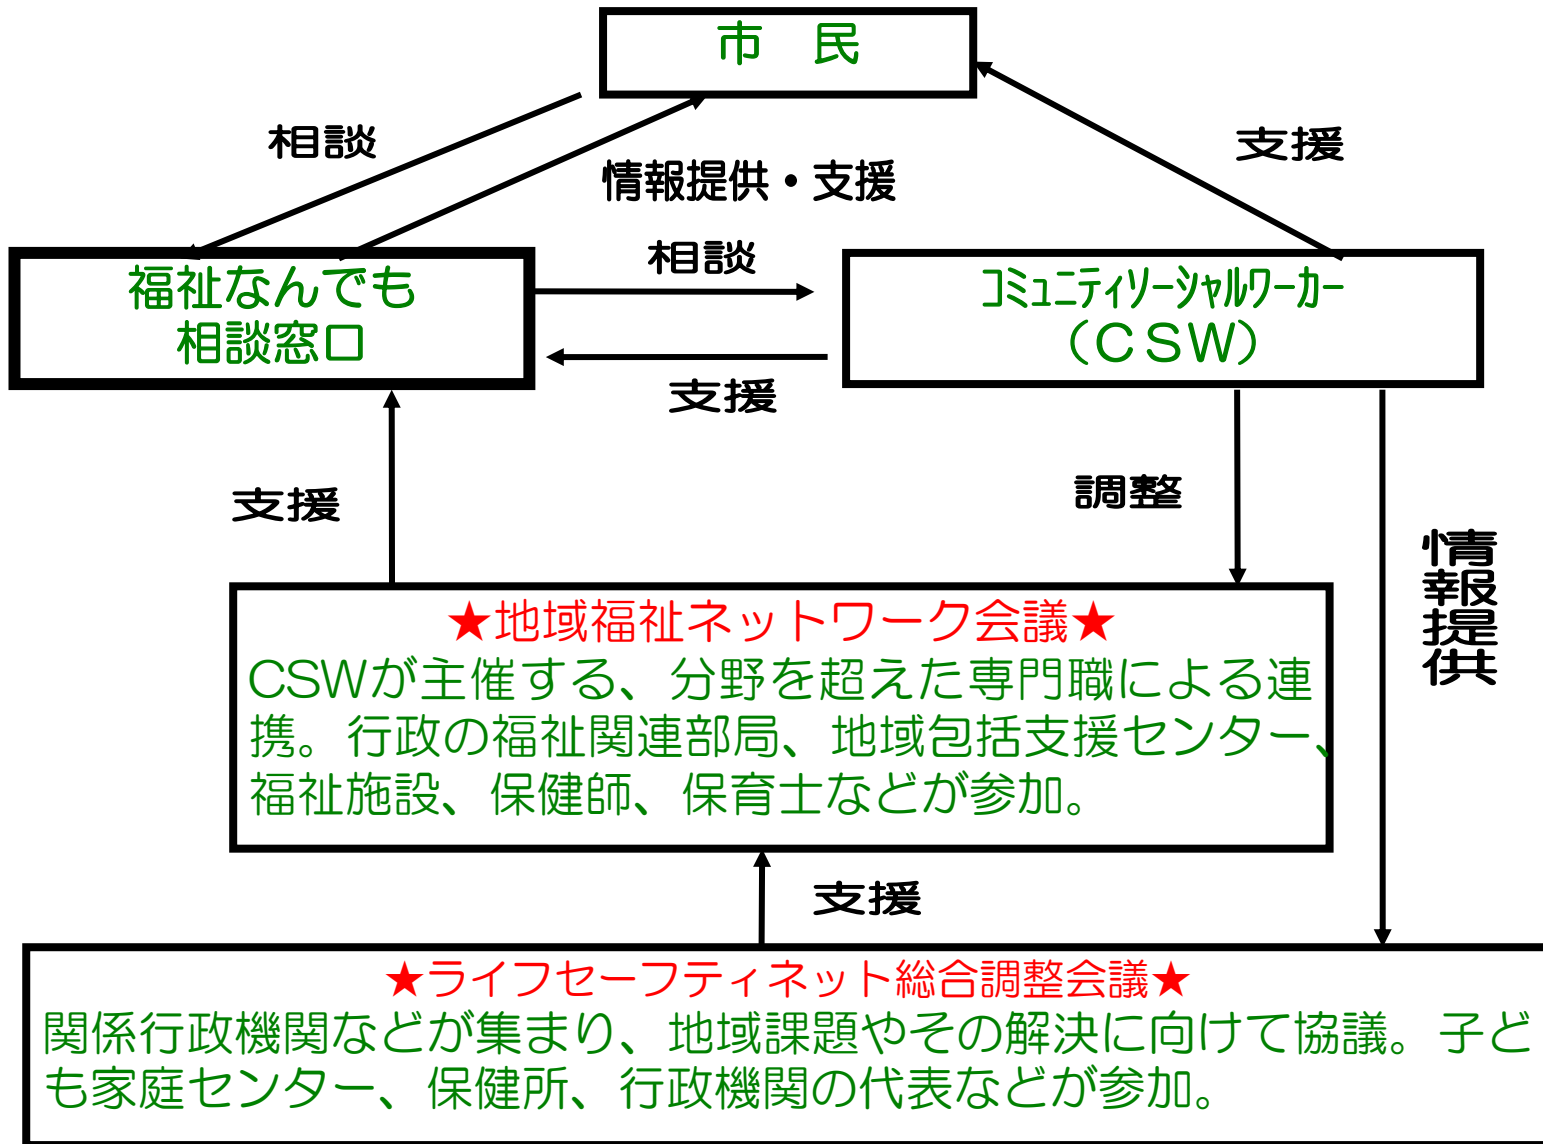 市　民
相談
支援
情報提供・支援
相談
福祉なんでも
相談窓口
ｺﾐｭﾆﾃｨｿｰｼｬﾙﾜｰｶｰ
（ＣＳＷ）
支援
支援
調整
情報提供
★地域福祉ネットワーク会議★
CSWが主催する、分野を超えた専門職による連
携。行政の福祉関連部局、地域包括支援センター、
福祉施設、保健師、保育士などが参加。
支援
★ライフセーフティネット総合調整会議★
関係行政機関などが集まり、地域課題やその解決に向けて協議。子ど
も家庭センター、保健所、行政機関の代表などが参加。